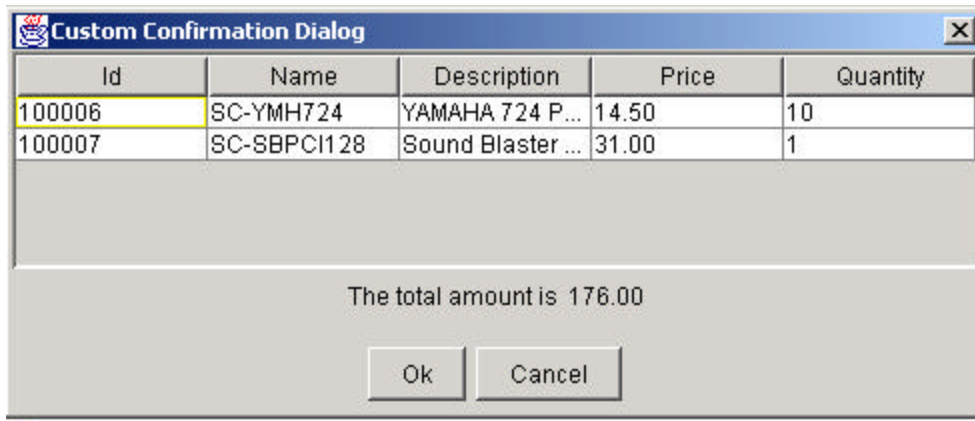 Custom Confirmation Dialog
Id Name Description Price Quantity
100006 SC-YMH724 YAMAHA 724 P... 14.50 10
100007 SC-SBPCI128 Sound Blaster ... 31.00 1
The total amount is 176.00
Ok Cancel